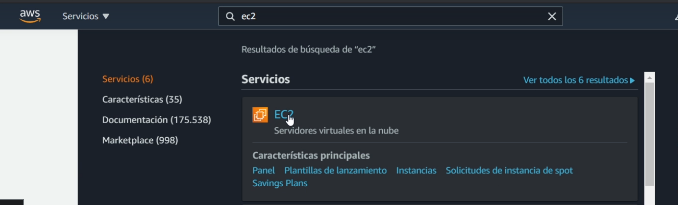 aws Servicios ▼ ec2
Resultados de búsqueda de "ec2"
Servicios (6)
Características (35)
Documentación (175.538)
Marketplace (998)
Servicios Ver todos los 6 resultados ▶
EC2
Servidores virtuales en la nube
Características principales
Panel Plantillas de lanzamiento Instancias Solicitudes de instancia de spot
Savings Plans